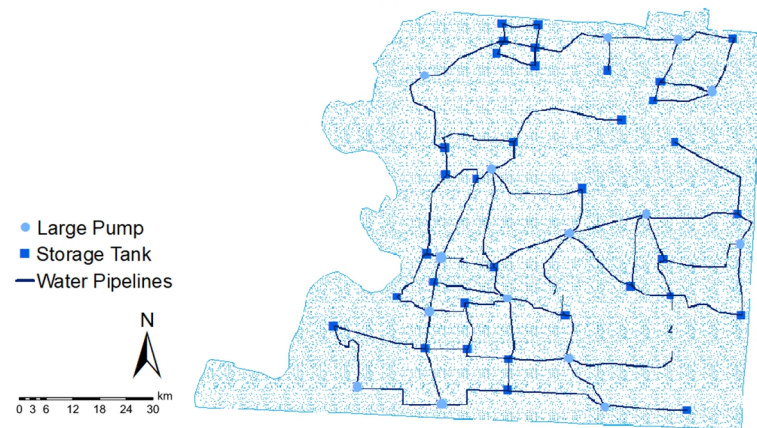 Large Pump
Storage Tank
Water Pipelines
N
km
0 3 6 12 18 24 30